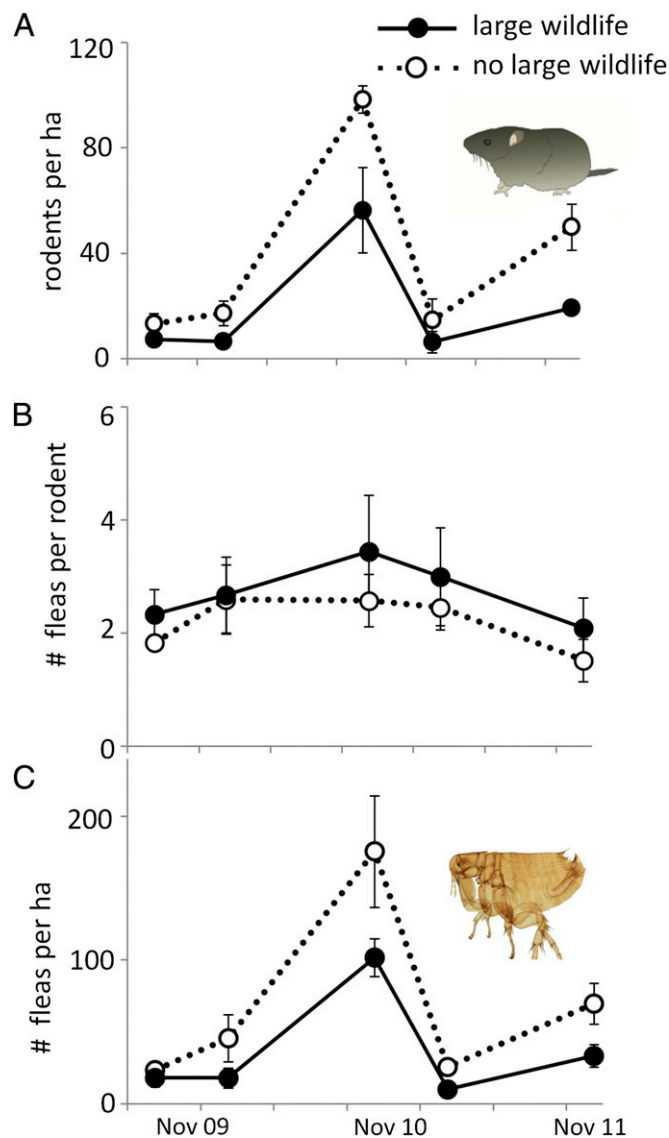 A
large wildlife
no large wildlife
120
80
40
0
rodents per ha
B
6
4
2
0
# fleas per rodent
C
200
100
0
# fleas per ha
Nov 09
Nov 10
Nov 11